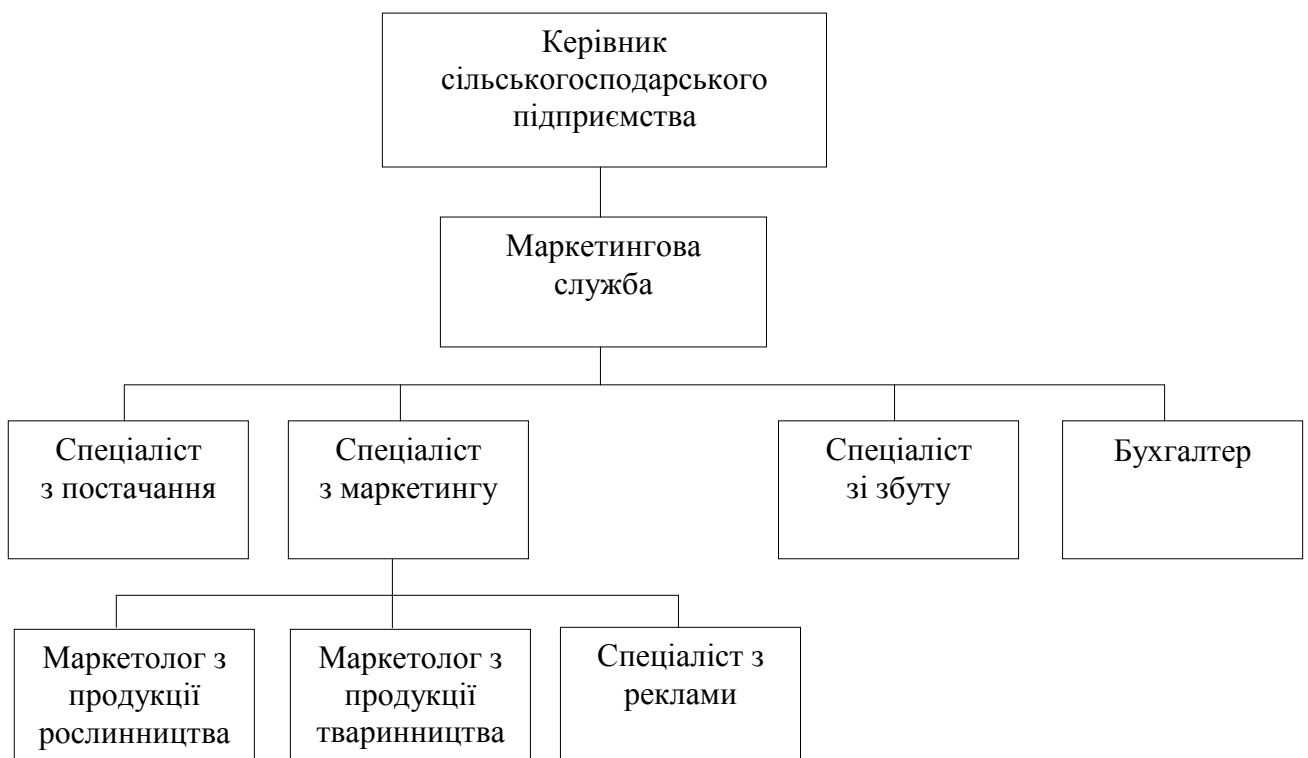 Керівник
сільськогосподарського
підприємства
Маркетингова
служба
Спеціаліст
з постачання
Спеціаліст
з маркетингу
Спеціаліст
зі збуту
Бухгалтер
Маркетолог з
продукції
рослинництва
Маркетолог з
продукції
тваринництва
Спеціаліст з
реклами